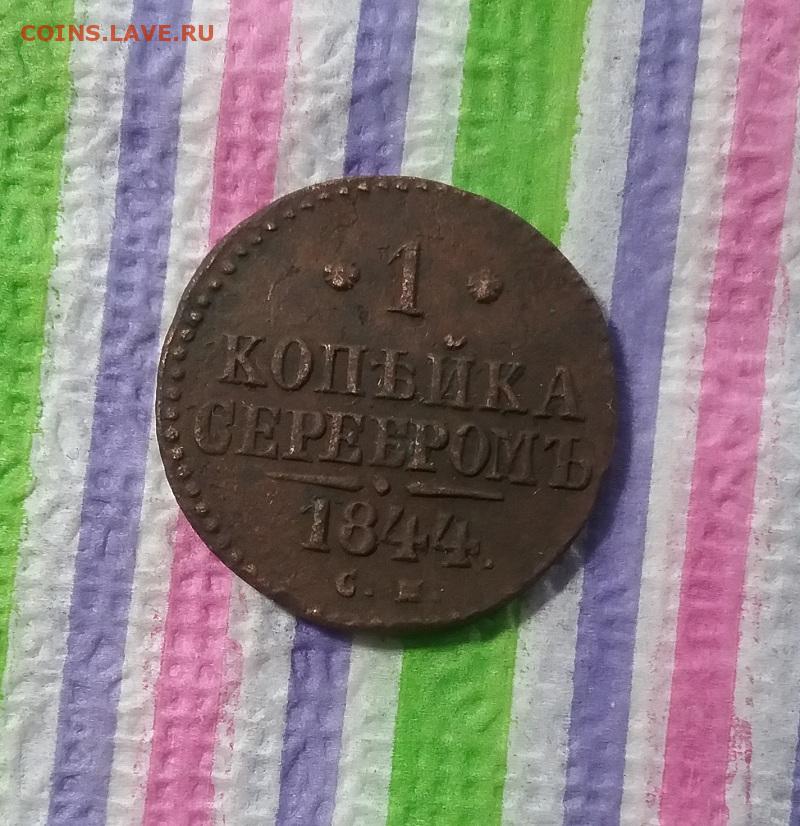 COINS.LAVE.RU
1
КОПѢЙКА
СЕРЕБРОМЪ
1844.
С. М.